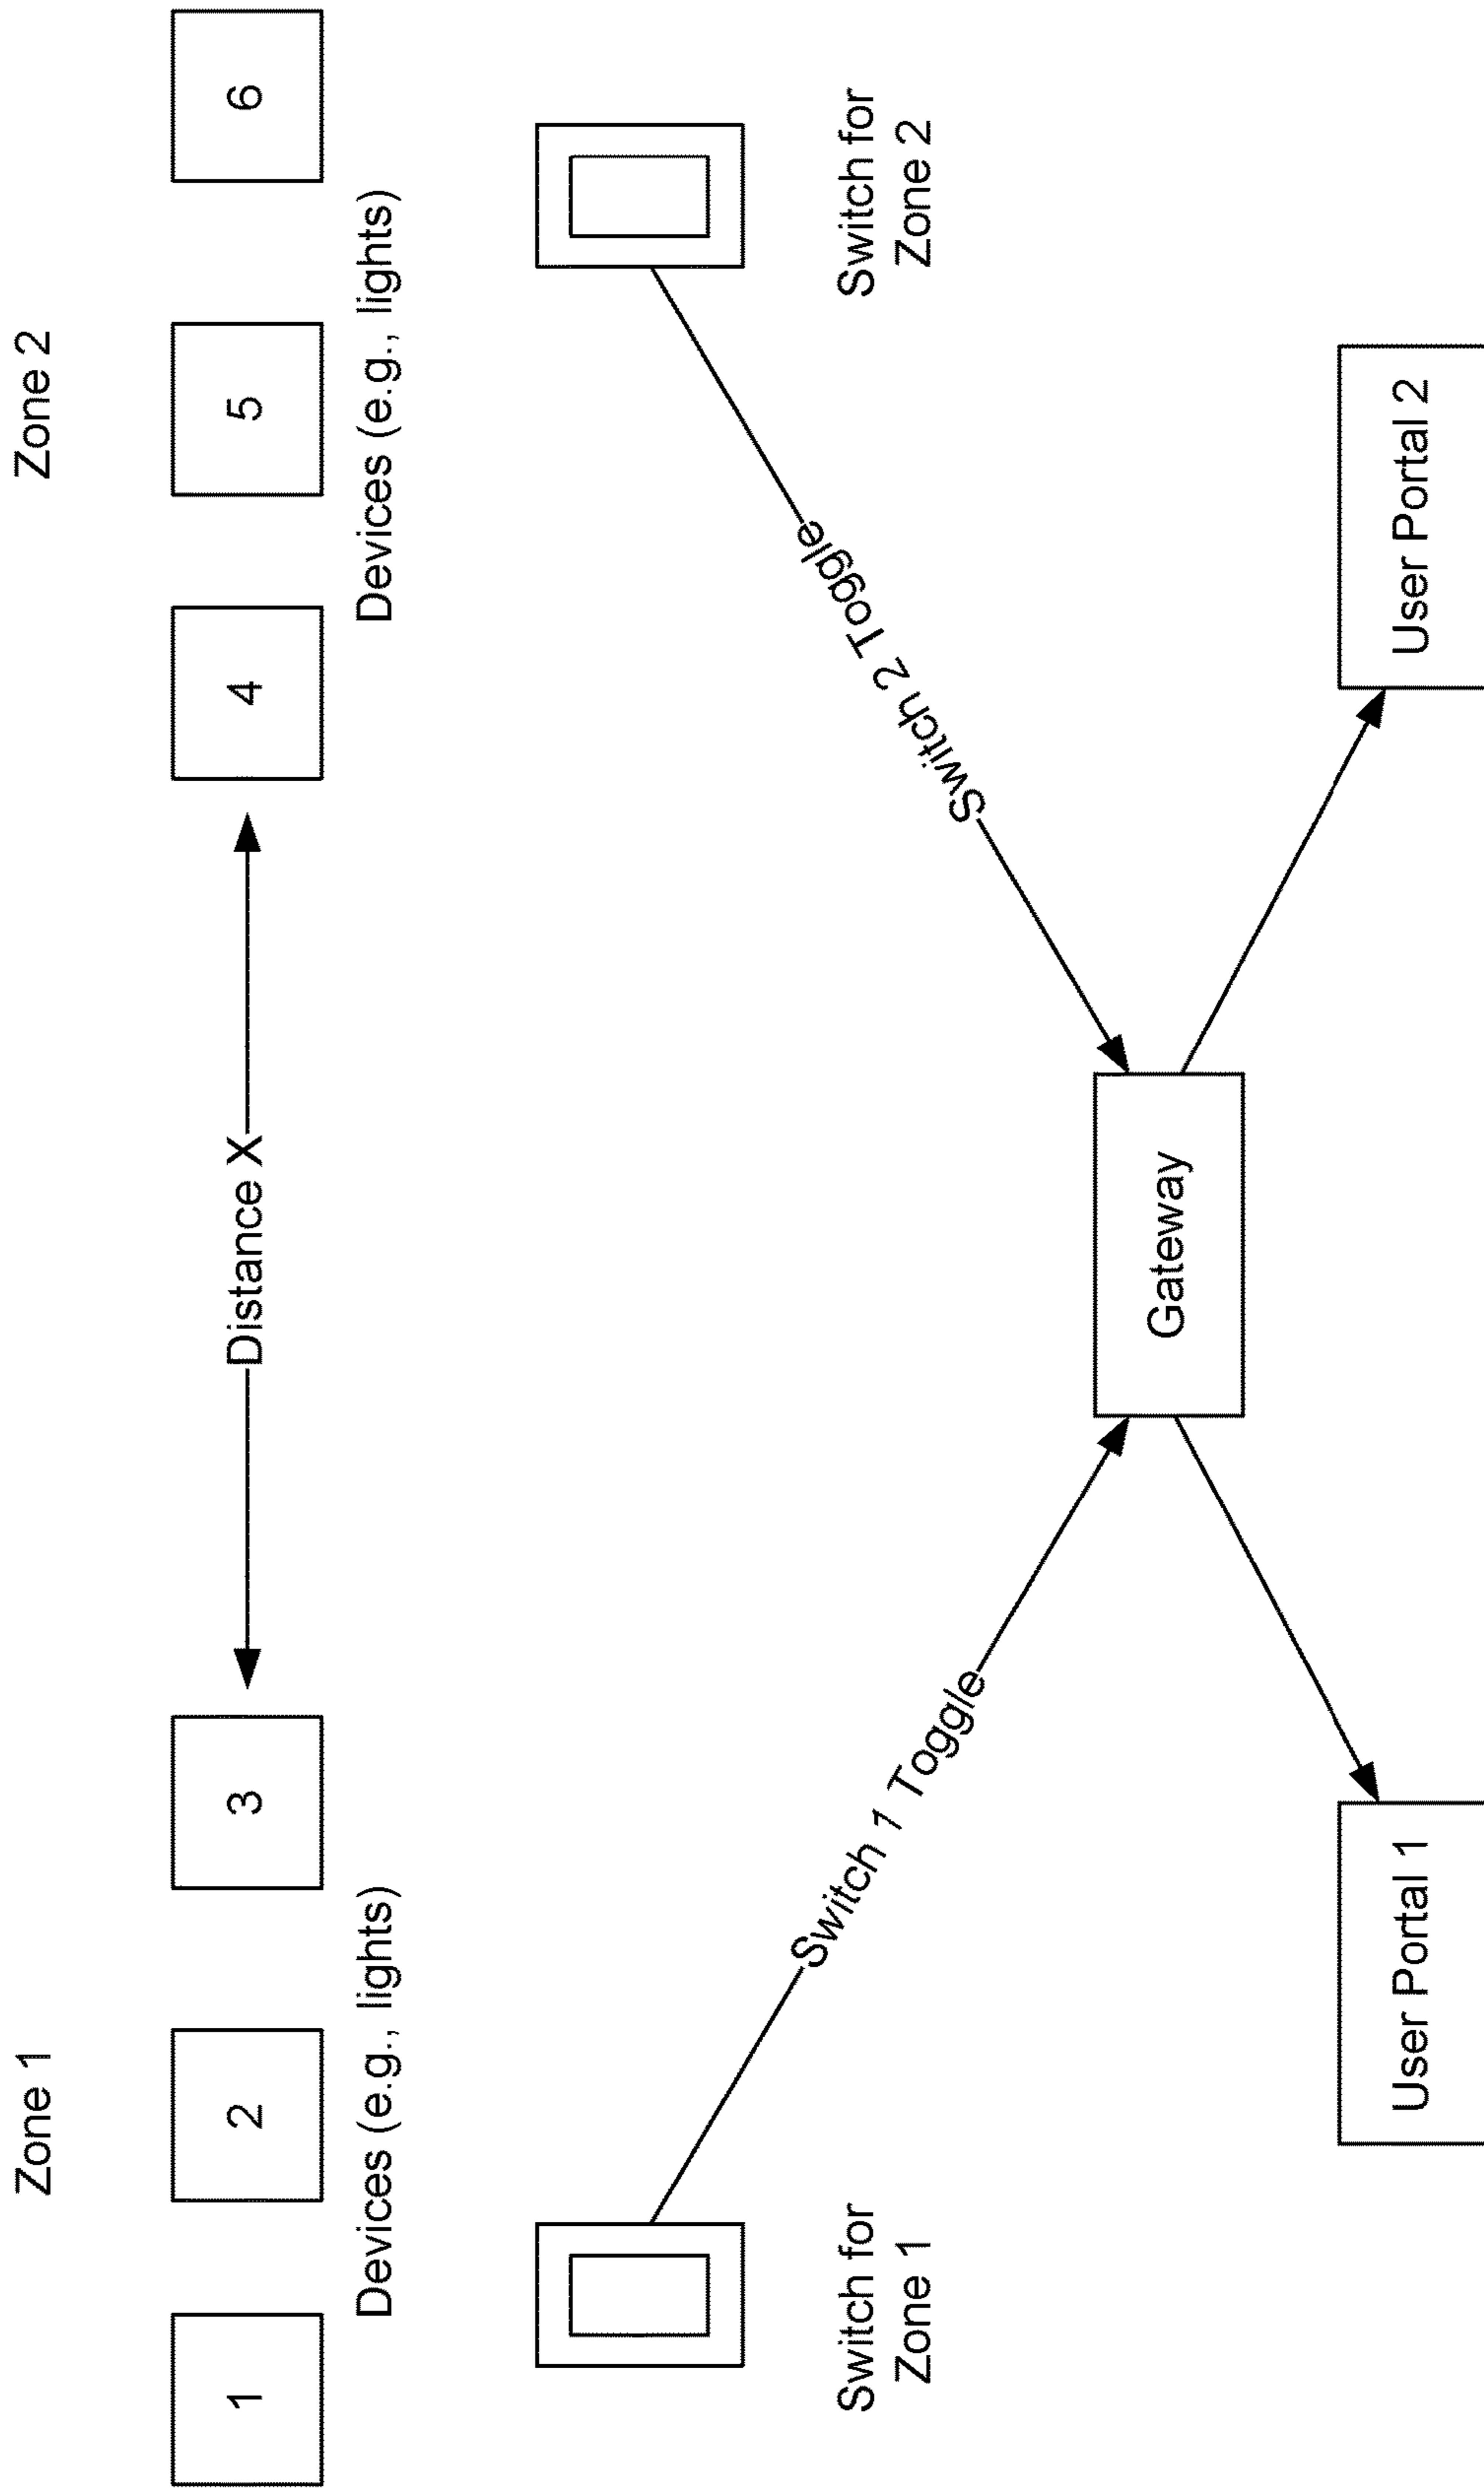 Zone 1
Zone 2
1
2
3
Distance X
4
5
6
Devices (e.g., lights)
Devices (e.g., lights)
Switch for
Zone 1
Switch for
Zone 2
Switch 1 Toggle
Switch 2 Toggle
Gateway
User Portal 1
User Portal 2